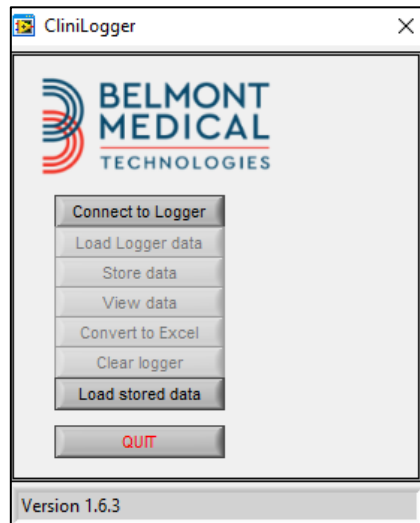 CliniLogger
BELMONT
MEDICAL
TECHNOLOGIES
Connect to Logger
Load Logger data
Store data
View data
Convert to Excel
Clear logger
Load stored data
QUIT
Version 1.6.3